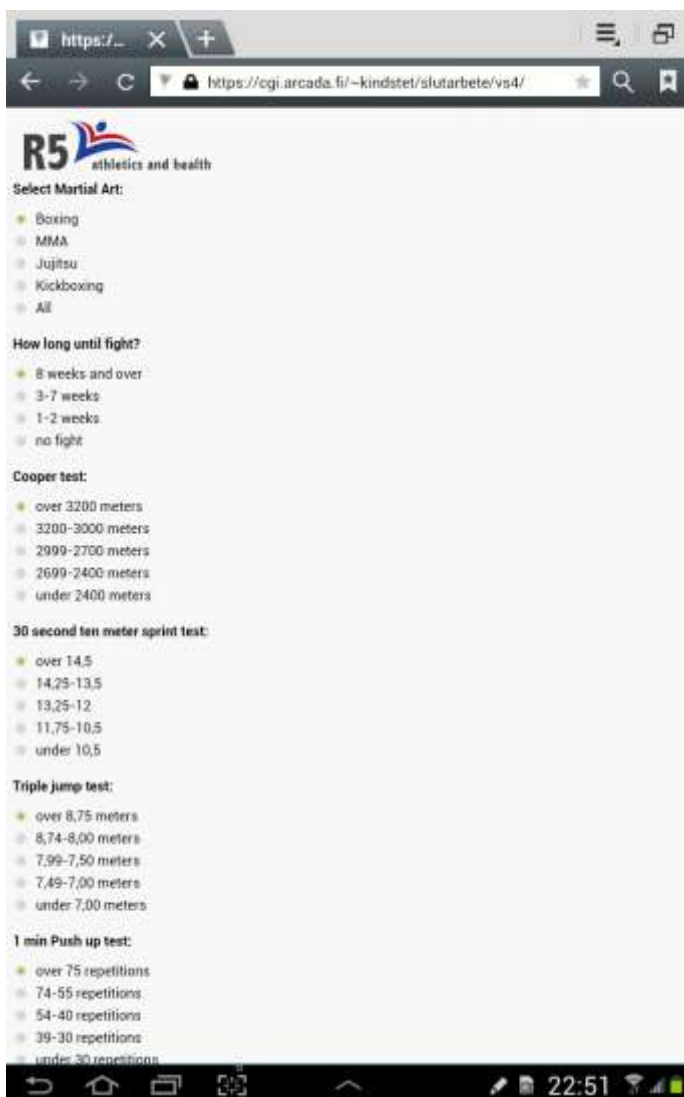 https:/...
https://cgi.arcada.fi/~kindstet/slutarbete/vs4/
R5 athletics and health
Select Martial Art:
Boxing
MMA
Jujitsu
Kickboxing
All
How long until fight?
8 weeks and over
3-7 weeks
1-2 weeks
no fight
Cooper test:
over 3200 meters
3200-3000 meters
2999-2700 meters
2699-2400 meters
under 2400 meters
30 second ten meter sprint test:
over 14,5
14,25-13,5
13,25-12
11,75-10,5
under 10,5
Triple jump test:
over 8,75 meters
8,74-8,00 meters
7,99-7,50 meters
7,49-7,00 meters
under 7,00 meters
1 min Push up test:
over 75 repetitions
74-55 repetitions
54-40 repetitions
39-30 repetitions
under 30 repetitions
22:51